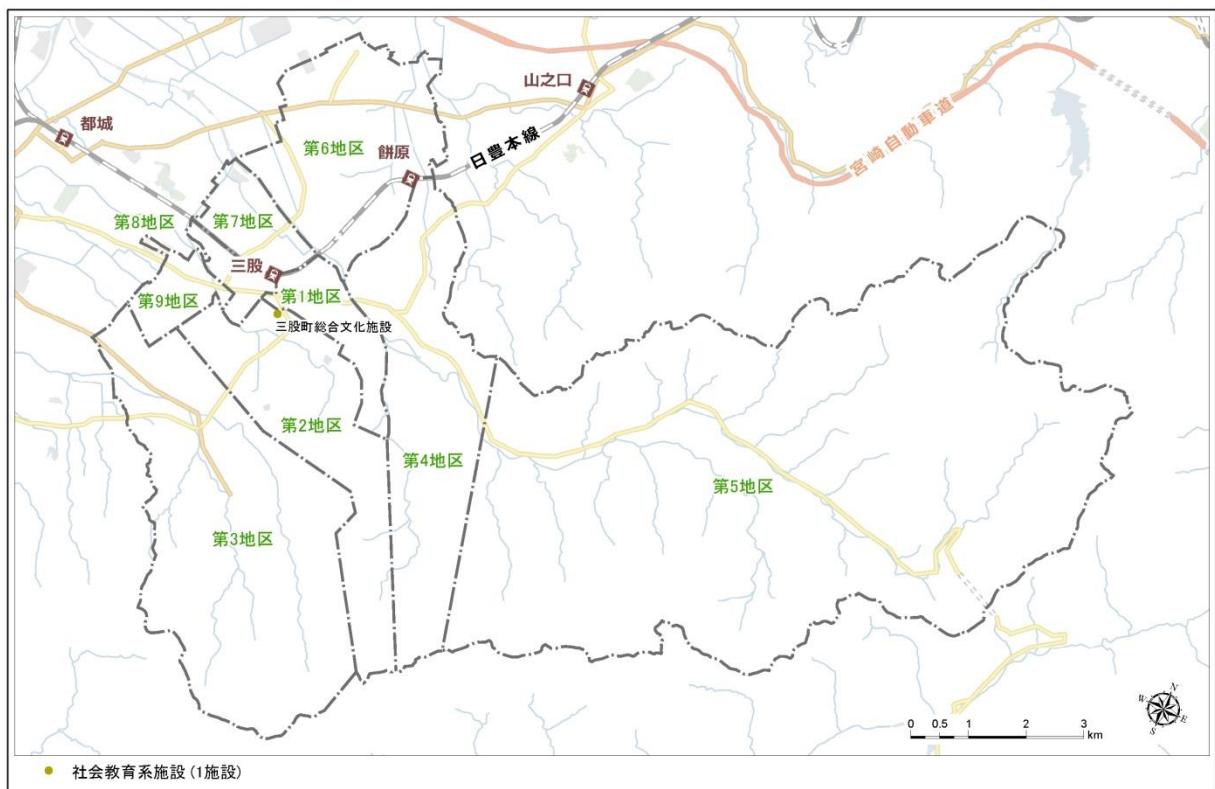 山之口
都城
宮崎自動車道
日豊本線
第6地区
餅原
第8地区
第7地区
三股
第9地区
第1地区
三股町総合文化施設
第2地区
第4地区
第5地区
第3地区
N
W
E
S
0 0.5 1 2 3
km
社会教育系施設(1施設)